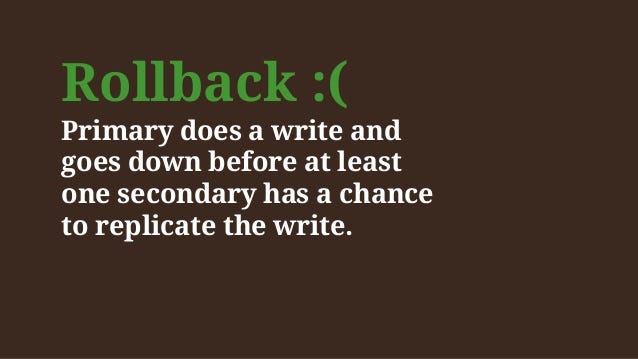 Rollback :(
Primary does a write and
goes down before at least
one secondary has a chance
to replicate the write.